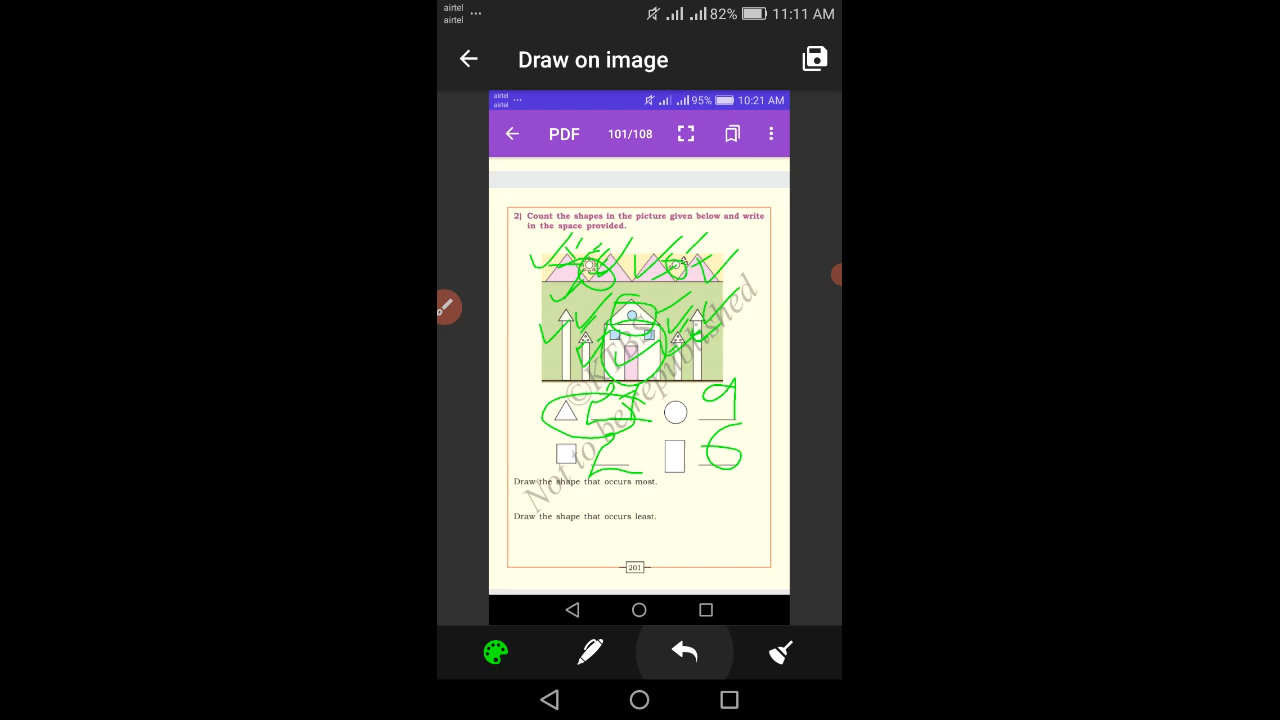 airtel
airtel
82%
11:11 AM
Draw on image
airtel
airtel
95%
10:21 AM
PDF
101/108
2) Count the shapes in the picture given below and write
in the space provided.
©KTBS
Not to be republished
9
6
Draw the shape that occurs most.
Draw the shape that occurs least.
201